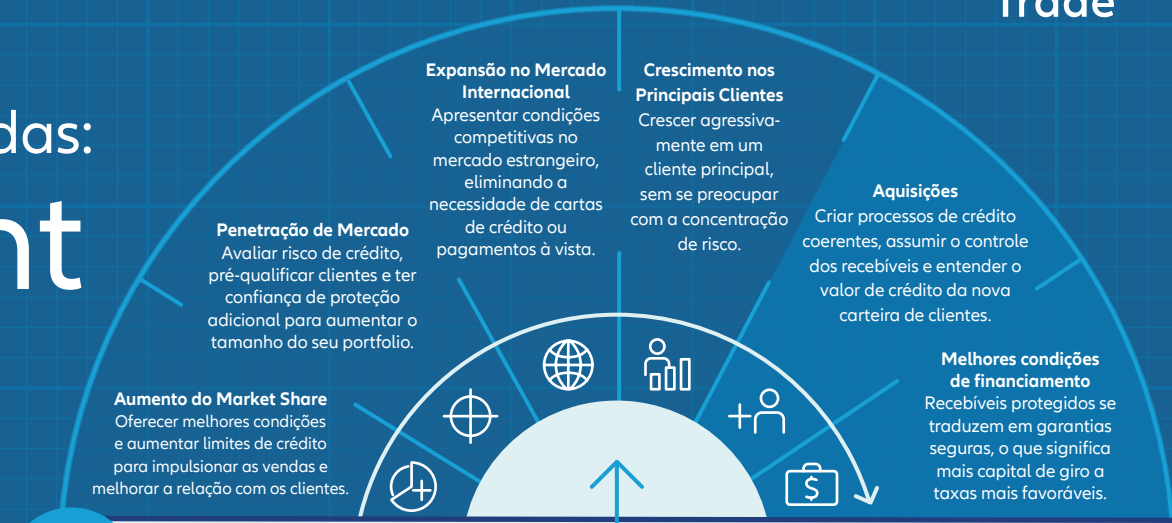 Trade
das:
nt
Aumento do Market Share
Oferecer melhores condições
e aumentar limites de crédito
para impulsionar as vendas e
melhorar a relação com os clientes.
Penetração de Mercado
Avaliar risco de crédito,
pré-qualificar clientes e ter
confiança de proteção
adicional para aumentar o
tamanho do seu portfolio.
Expansão no Mercado
Internacional
Apresentar condições
competitivas no
mercado estrangeiro,
eliminando a
necessidade de cartas
de crédito ou
pagamentos à vista.
Crescimento nos
Principais Clientes
Crescer agressiva-
mente em um
cliente principal,
sem se preocupar
com a concentração
de risco.
Aquisições
Criar processos de crédito
coerentes, assumir o controle
dos recebíveis e entender o
valor de crédito da nova
carteira de clientes.
Melhores condições
de financiamento
Recebíveis protegidos se
traduzem em garantias
seguras, o que significa
mais capital de giro a
taxas mais favoráveis.
$